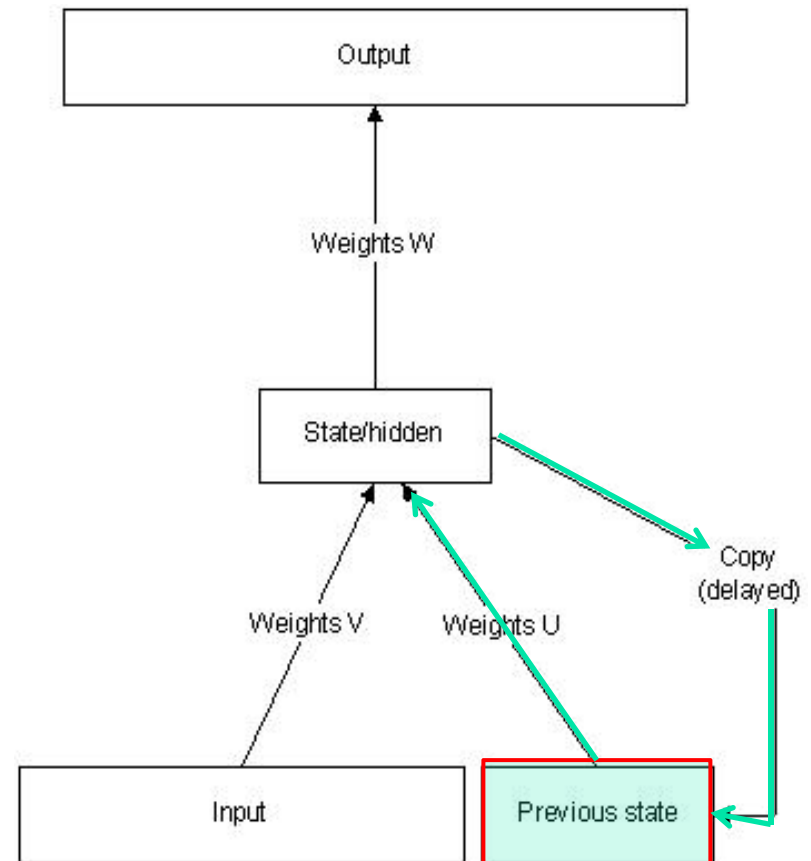 Output
Weights W
State/hidden
Copy
(delayed)
Weights V
Weights U
Input
Previous state